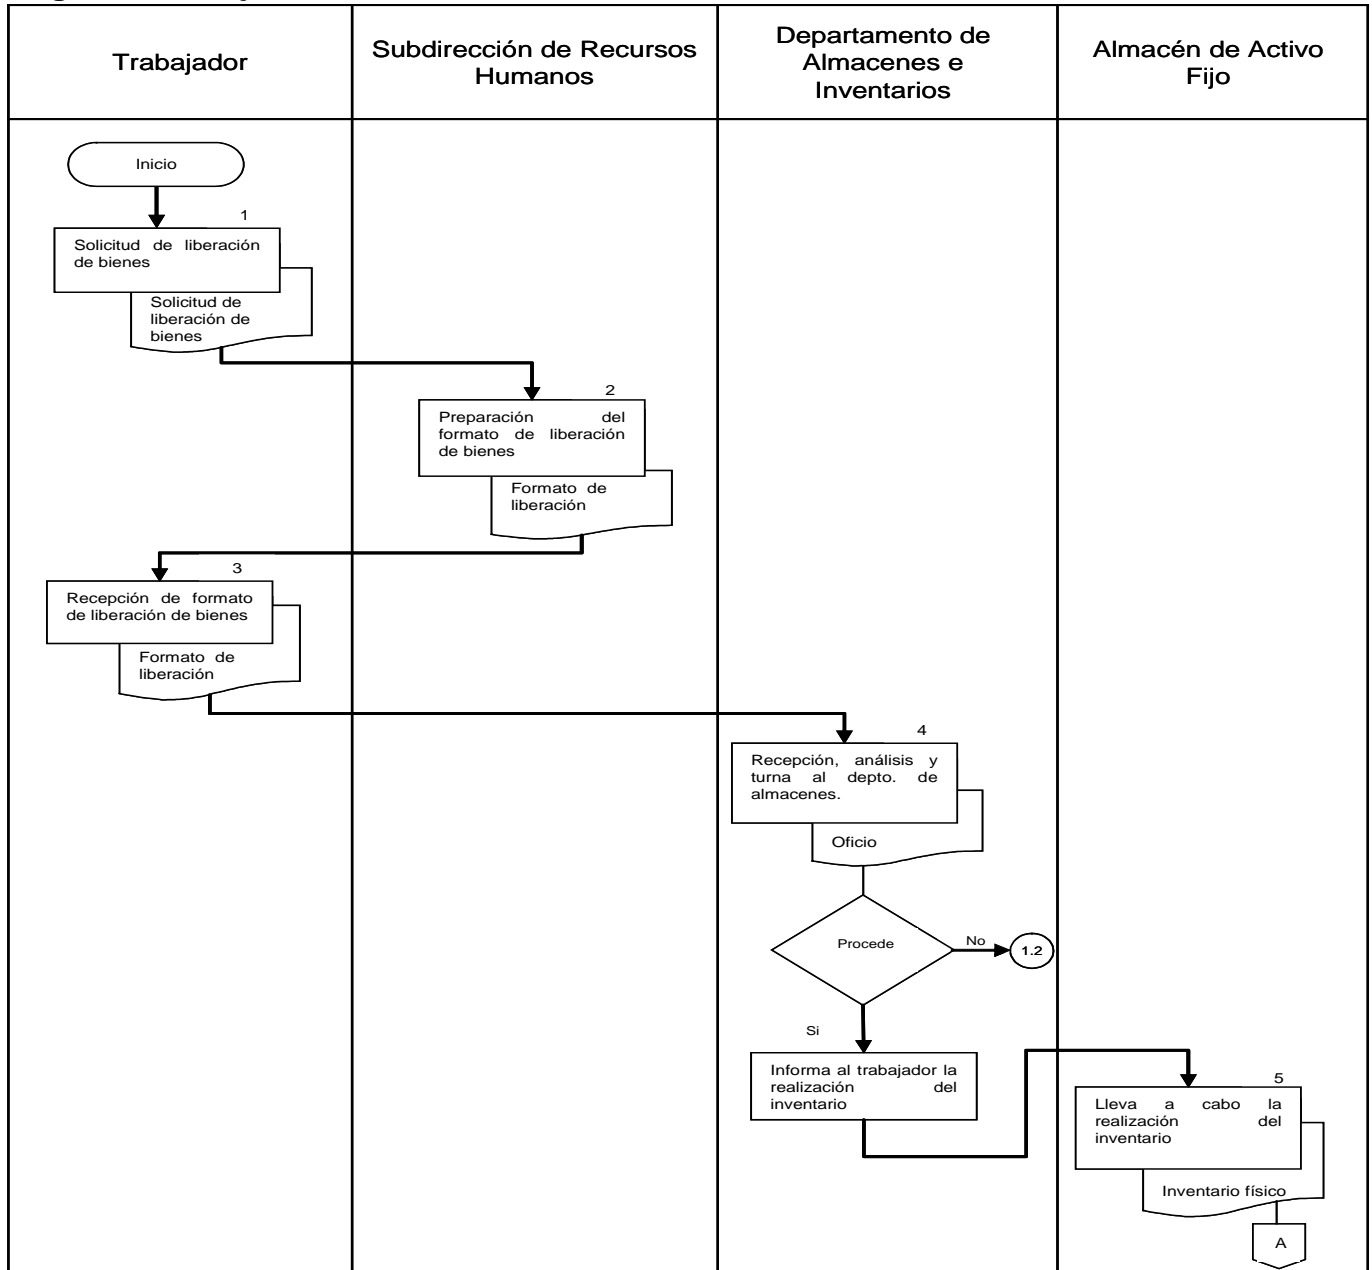 Trabajador
Subdirección de Recursos
Humanos
Departamento de
Almacenes e
Inventarios
Almacén de Activo
Fijo
Inicio
1
Solicitud de liberación
de bienes
Solicitud de
liberación de
bienes
2
Preparación del
formato de liberación
de bienes
Formato de
liberación
3
Recepción de formato
de liberación de bienes
Formato de
liberación
4
Recepción, análisis y
turna al depto. de
almacenes.
Oficio
Procede
No
1.2
Si
Informa al trabajador la
realización del
inventario
5
Lleva a cabo la
realización del
inventario
Inventario físico
A